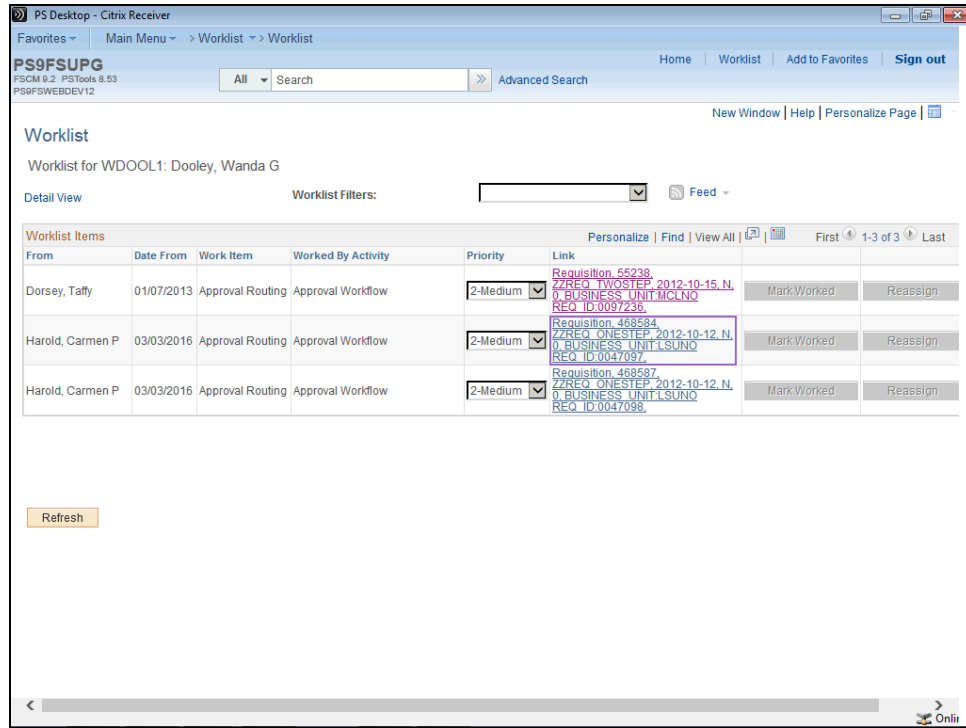 PS Desktop - Citrix Receiver
Favorites Main Menu > Worklist > Worklist
PS9FSUPG
FSCM 9.2 PSTools 8.53
PS9FSWEBDEV12
Home Worklist Add to Favorites Sign out
All Search Advanced Search
New Window | Help | Personalize Page |
Worklist
Worklist for WDOOL1: Dooley, Wanda G
Detail View Worklist Filters: Feed
Worklist Items Personalize | Find | View All | | First 1-3 of 3 Last
From Date From Work Item Worked By Activity Priority Link
Dorsey, Taffy 01/07/2013 Approval Routing Approval Workflow 2-Medium Requisition, 55238,
ZZREQ_TWOSTEP, 2012-10-15, N,
0, BUSINESS_UNIT:MCLNO
REQ_ID:0097236,
Mark Worked Reassign
Harold, Carmen P 03/03/2016 Approval Routing Approval Workflow 2-Medium Requisition, 468584,
ZZREQ_ONESTEP, 2012-10-12, N,
0, BUSINESS_UNIT:LSUNO
REQ_ID:0047097,
Mark Worked Reassign
Harold, Carmen P 03/03/2016 Approval Routing Approval Workflow 2-Medium Requisition, 468587,
ZZREQ_ONESTEP, 2012-10-12, N,
0, BUSINESS_UNIT:LSUNO
REQ_ID:0047098,
Mark Worked Reassign
Refresh